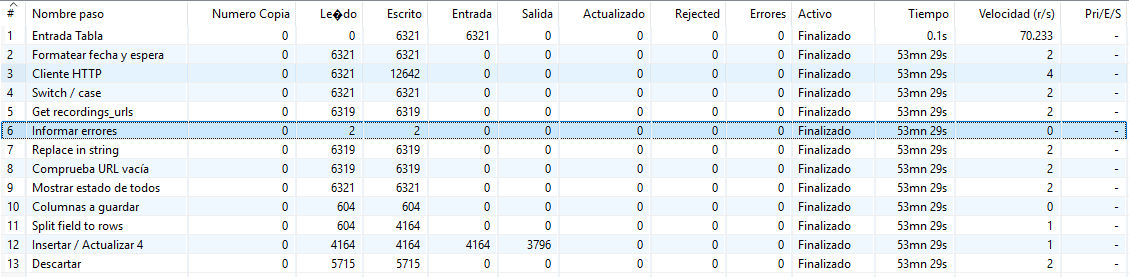 # Nombre paso Numero Copia Le�do Escrito Entrada Salida Actualizado Rejected Errores Activo Tiempo Velocidad (r/s) Pri/E/S
1 Entrada Tabla 0 0 6321 6321 0 0 0 0 Finalizado 0.1s 70.233 -
2 Formatear fecha y espera 0 6321 6321 0 0 0 0 0 Finalizado 53mn 29s 2 -
3 Cliente HTTP 0 6321 12642 0 0 0 0 0 Finalizado 53mn 29s 4 -
4 Switch / case 0 6321 6321 0 0 0 0 0 Finalizado 53mn 29s 2 -
5 Get recordings_urls 0 6319 6319 0 0 0 0 0 Finalizado 53mn 29s 2 -
6 Informar errores 0 2 2 0 0 0 0 0 Finalizado 53mn 29s 0 -
7 Replace in string 0 6319 6319 0 0 0 0 0 Finalizado 53mn 29s 2 -
8 Comprueba URL vacía 0 6319 6319 0 0 0 0 0 Finalizado 53mn 29s 2 -
9 Mostrar estado de todos 0 6321 6321 0 0 0 0 0 Finalizado 53mn 29s 2 -
10 Columnas a guardar 0 604 604 0 0 0 0 0 Finalizado 53mn 29s 0 -
11 Split field to rows 0 604 4164 0 0 0 0 0 Finalizado 53mn 29s 1 -
12 Insertar / Actualizar 4 0 4164 4164 4164 3796 0 0 0 Finalizado 53mn 29s 1 -
13 Descartar 0 5715 5715 0 0 0 0 0 Finalizado 53mn 29s 2 -